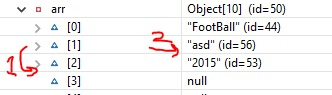 arr Object[10] (id=50)
[0] "FootBall" (id=44)
[1] "asd" (id=56)
[2] "2015" (id=53)
[3] null
1
3